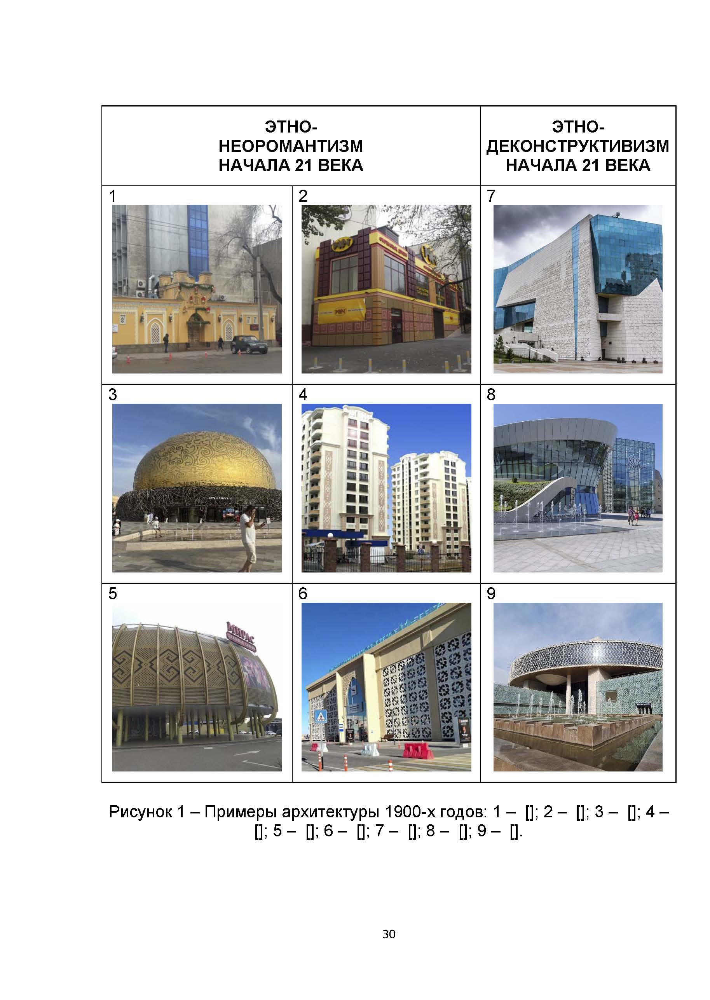 ЭТНО-
НЕОРОМАНТИЗМ
НАЧАЛА 21 ВЕКА
ЭТНО-
ДЕКОНСТРУКТИВИЗМ
НАЧАЛА 21 ВЕКА
1
2
7
3
4
8
5
6
9
МИРАС
Рисунок 1 – Примеры архитектуры 1900-х годов: 1 – []; 2 – []; 3 – []; 4 –
[]; 5 – []; 6 – []; 7 – []; 8 – []; 9 – [].
30